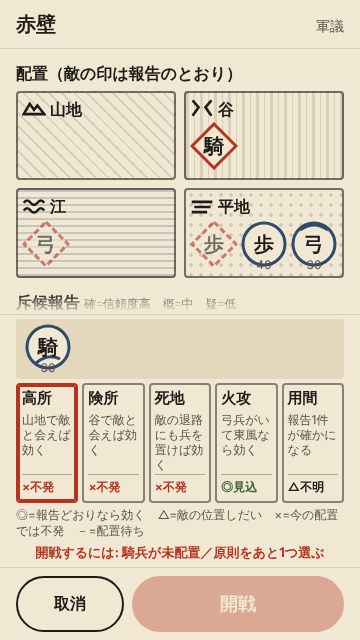 赤壁
軍議
配置（敵の印は報告のとおり）
山地
谷
騎
江
弓
平地
歩
歩
弓
斥候報告 確=信頼度高 概=中 疑=低
騎
高所
山地で敵
と会えば
効く
×不発
険所
谷で敵と
会えば効
く
×不発
死地
敵の退路
にも兵を
置けば効
く
×不発
火攻
弓兵がい
て東風な
ら効く
◎見込
用間
報告1件
が確かに
なる
△不明
◎=報告どおりなら効く △=敵の位置しだい ×=今の配置
では不発 －=配置待ち
開戦するには: 騎兵が未配置／原則をあと1つ選ぶ
取消
開戦